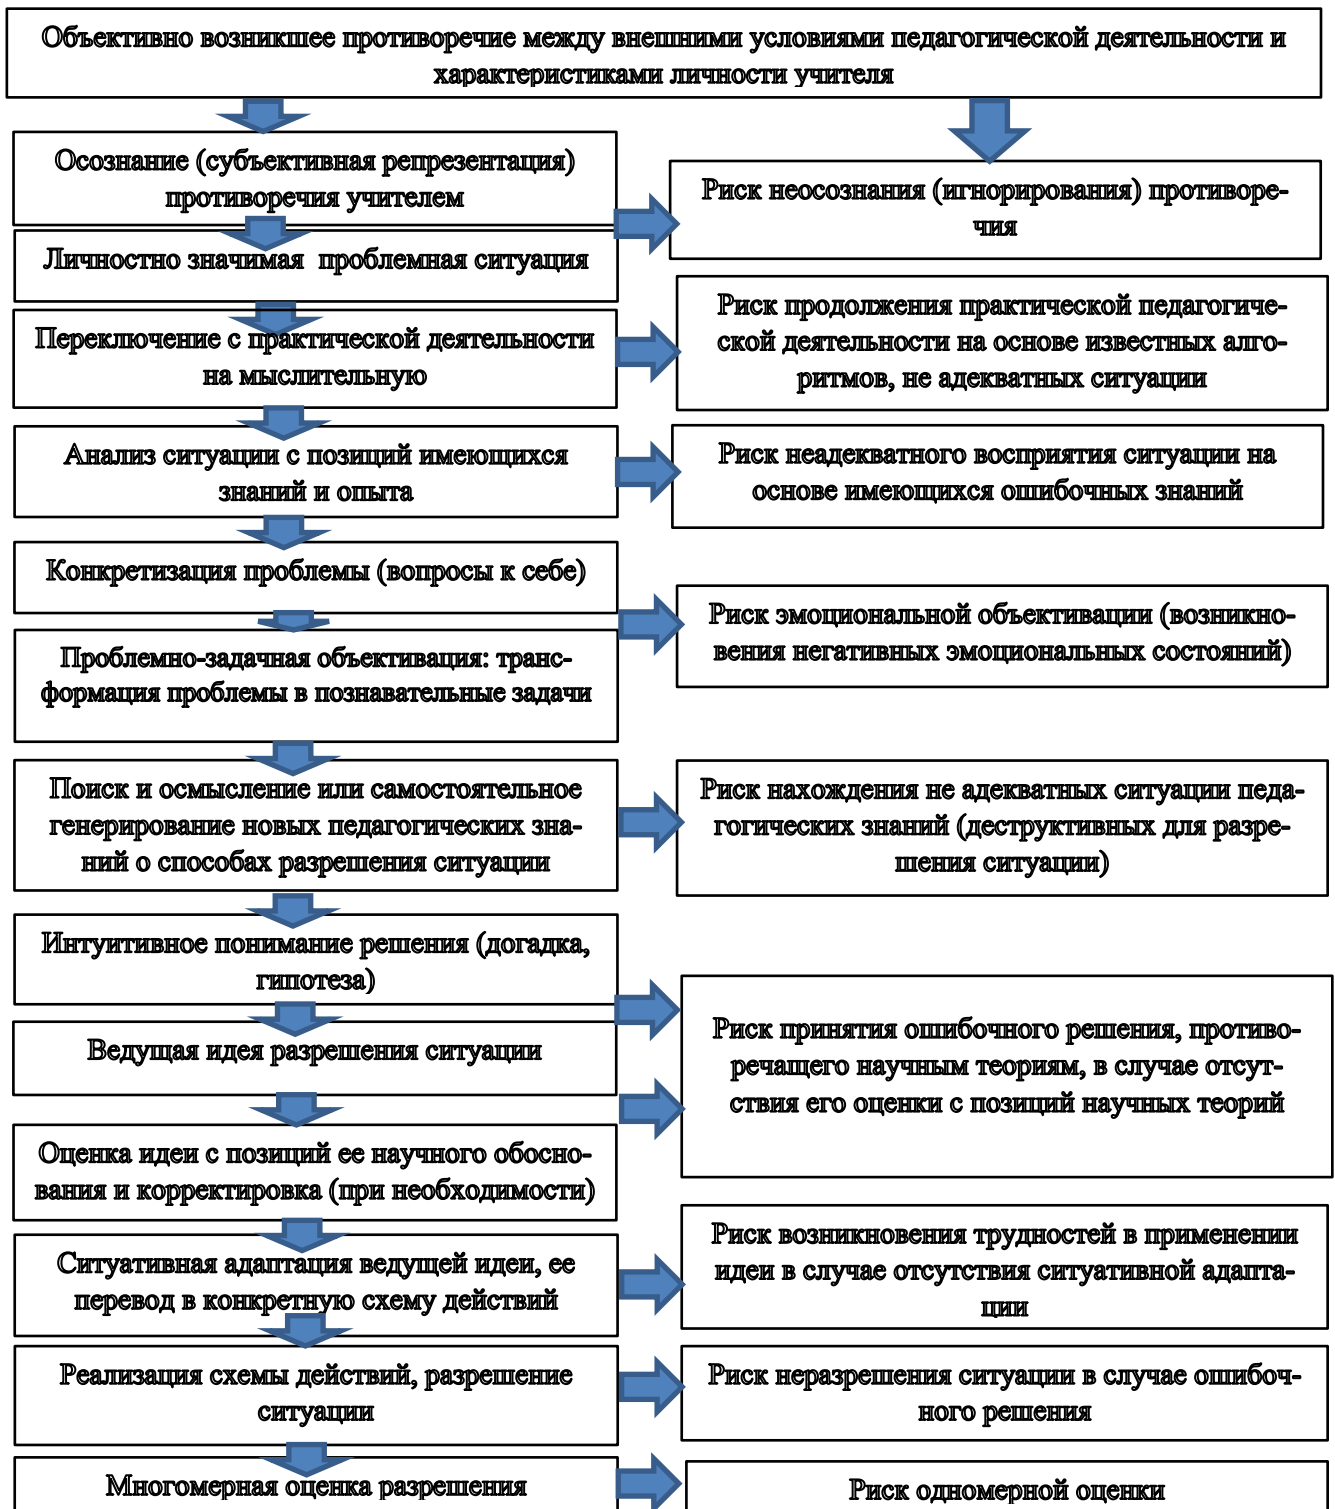 Объективно возникшее противоречие между внешними условиями педагогической деятельности и
характеристиками личности учителя
Осознание (субъективная репрезентация)
противоречия учителем
Риск неосознания (игнорирования) противоре-
чия
Личностно значимая проблемная ситуация
Переключение с практической деятельности
на мыслительную
Риск продолжения практической педагогиче-
ской деятельности на основе известных алго-
ритмов, не адекватных ситуации
Анализ ситуации с позиций имеющихся
знаний и опыта
Риск неадекватного восприятия ситуации на
основе имеющихся ошибочных знаний
Конкретизация проблемы (вопросы к себе)
Риск эмоциональной объективации (возникно-
вения негативных эмоциональных состояний)
Проблемно-задачная объективация: транс-
формация проблемы в познавательные задачи
Поиск и осмысление или самостоятельное
генерирование новых педагогических зна-
ний о способах разрешения ситуации
Риск нахождения не адекватных ситуации педа-
гогических знаний (деструктивных для разре-
шения ситуации)
Интуитивное понимание решения (догадка,
гипотеза)
Ведущая идея разрешения ситуации
Риск принятия ошибочного решения, противо-
речащего научным теориям, в случае отсут-
ствия его оценки с позиций научных теорий
Оценка идеи с позиций ее научного обосно-
вания и корректировка (при необходимости)
Ситуативная адаптация ведущей идеи, ее
перевод в конкретную схему действий
Риск возникновения трудностей в применении
идеи в случае отсутствия ситуативной адапта-
ции
Реализация схемы действий, разрешение
ситуации
Риск неразрешения ситуации в случае ошибоч-
ного решения
Многомерная оценка разрешения
Риск одномерной оценки